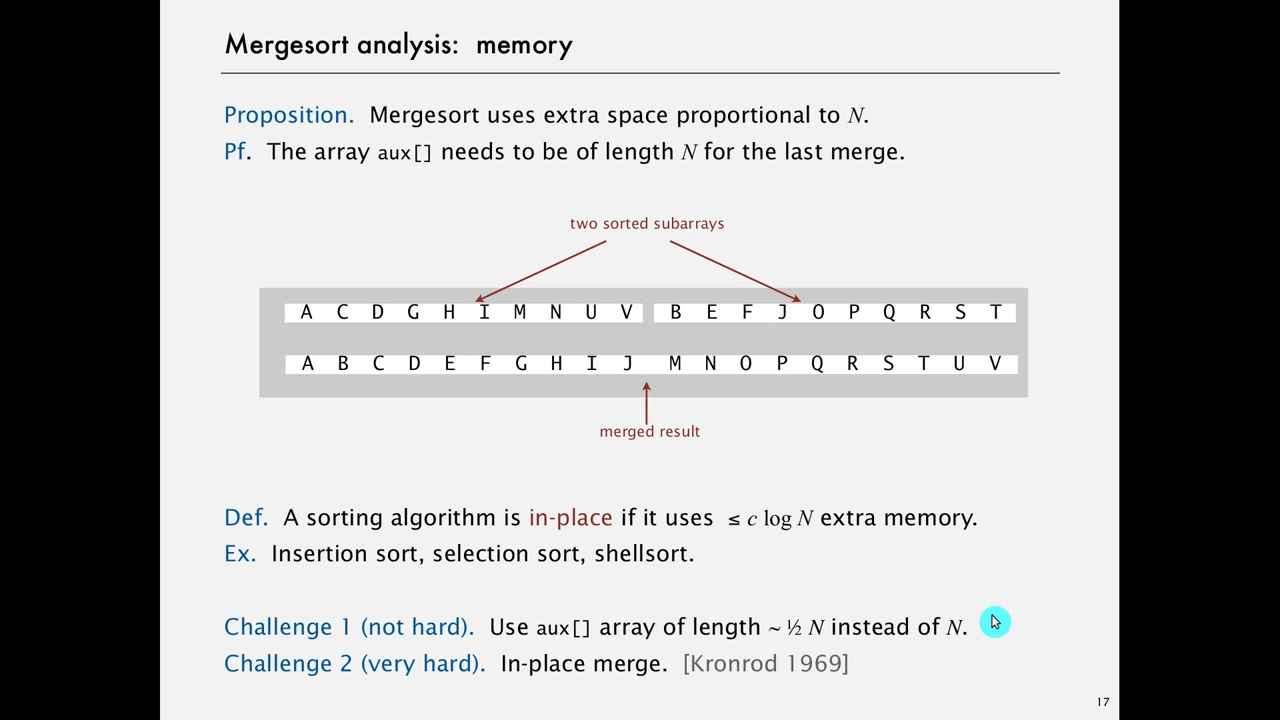 Mergesort analysis: memory
Proposition. Mergesort uses extra space proportional to N.
Pf. The array aux[] needs to be of length N for the last merge.
two sorted subarrays
A C D G H I M N U V B E F J O P Q R S T
A B C D E F G H I J M N O P Q R S T U V
merged result
Def. A sorting algorithm is in-place if it uses ≤ c log N extra memory.
Ex. Insertion sort, selection sort, shellsort.
Challenge 1 (not hard). Use aux[] array of length ~ ½ N instead of N.
Challenge 2 (very hard). In-place merge. [Kronrod 1969]
17